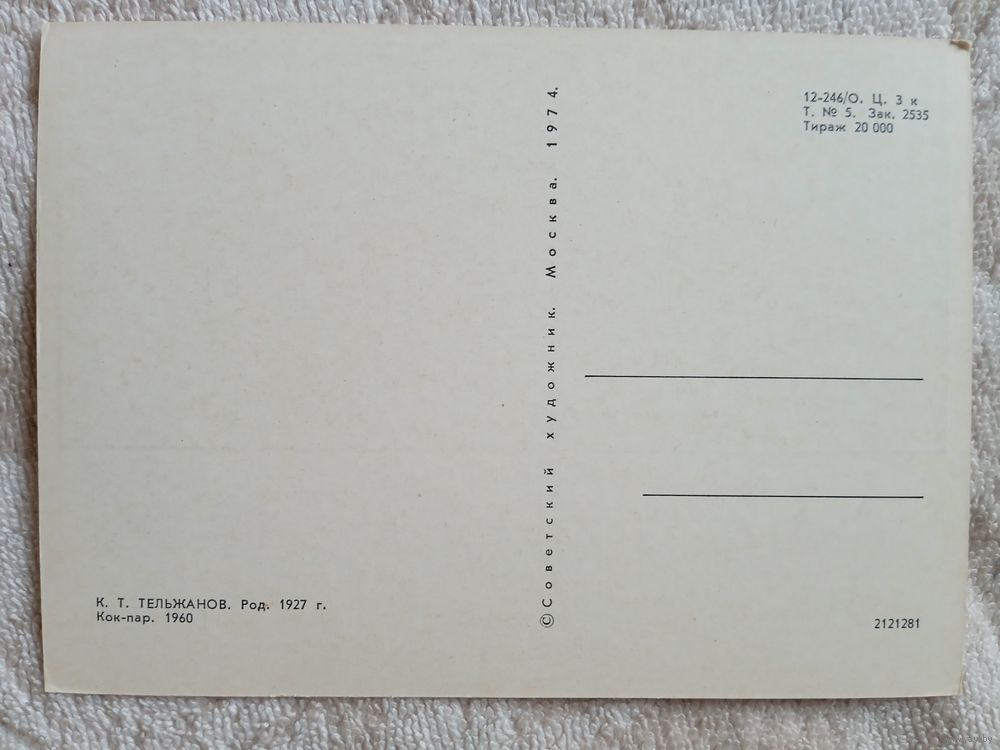 12-246/О. Ц. 3 к
Т. № 5. Зак. 2535
Тираж 20 000
© Советский художник. Москва. 1974.
К. Т. ТЕЛЬЖАНОВ. Род. 1927 г.
Кок-пар. 1960
2121281